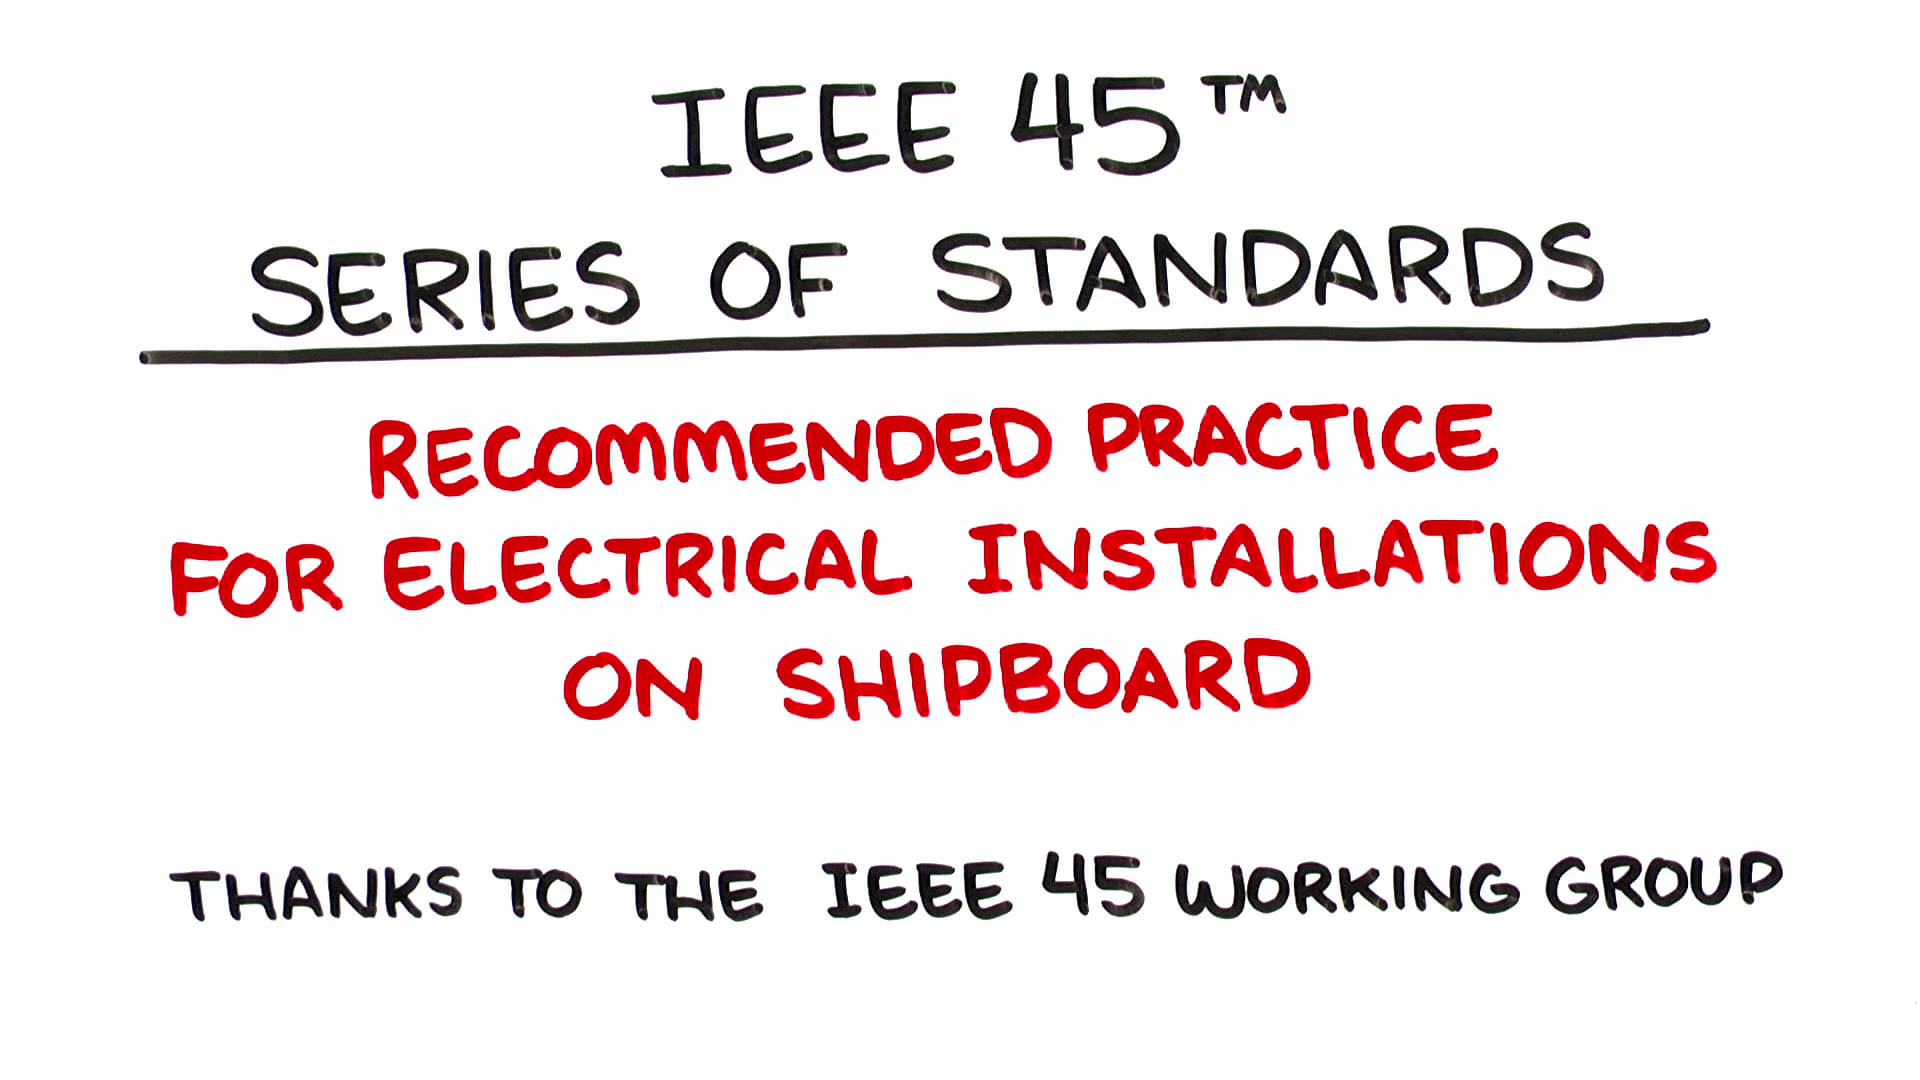 IEEE 45™
SERIES OF STANDARDS
RECOMMENDED PRACTICE
FOR ELECTRICAL INSTALLATIONS
ON SHIPBOARD
THANKS TO THE IEEE 45 WORKING GROUP